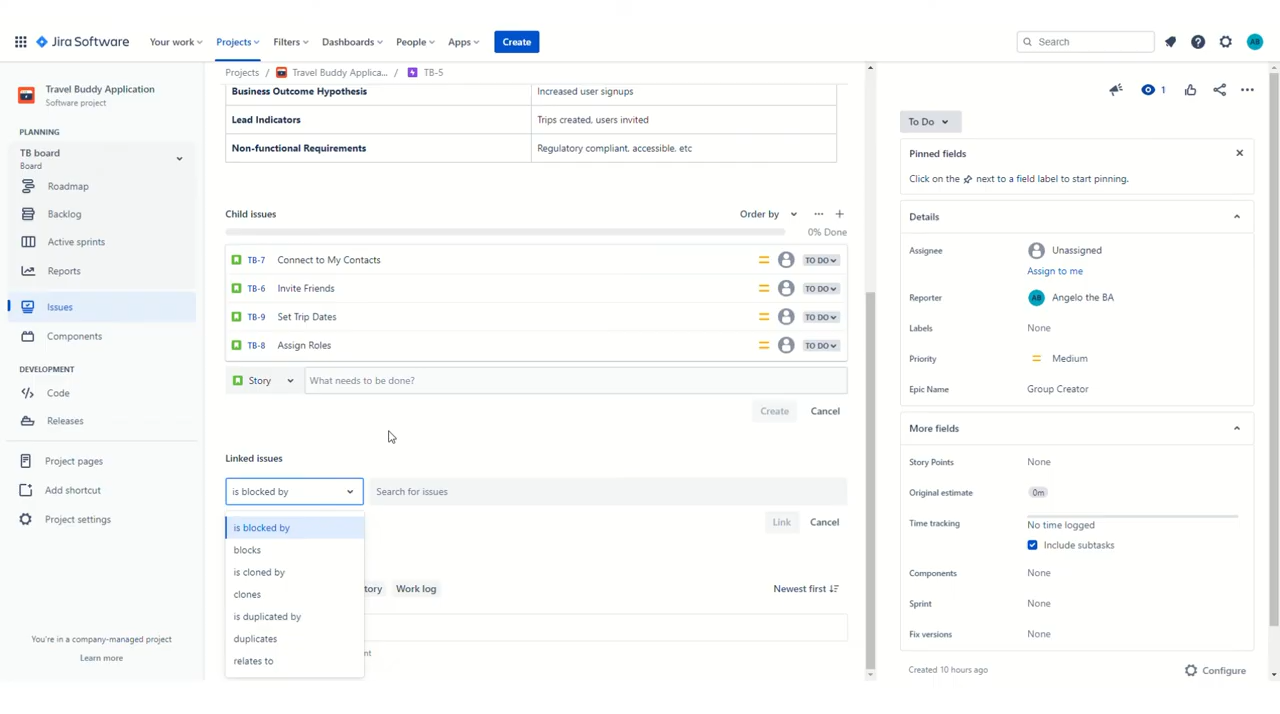 Jira Software Your work Projects Filters Dashboards People Apps Create Search AB
Travel Buddy Application
Software project
PLANNING
TB board
Board
Roadmap
Backlog
Active sprints
Reports
Issues
Components
DEVELOPMENT
Code
Releases
Project pages
Add shortcut
Project settings
You're in a company-managed project
Learn more
Projects / Travel Buddy Applica... / TB-5
Business Outcome Hypothesis Increased user signups
Lead Indicators Trips created, users invited
Non-functional Requirements Regulatory compliant, accessible, etc
Child issues Order by
0% Done
TB-7 Connect to My Contacts TO DO
TB-6 Invite Friends TO DO
TB-9 Set Trip Dates TO DO
TB-8 Assign Roles TO DO
Story What needs to be done?
Create Cancel
Linked issues
is blocked by Search for issues
Link Cancel
is blocked by
blocks
is cloned by
clones
is duplicated by
duplicates
relates to
Work log Newest first
1
To Do
Pinned fields
Click on the next to a field label to start pinning.
Details
Assignee Unassigned
Assign to me
Reporter AB Angelo the BA
Labels None
Priority Medium
Epic Name Group Creator
More fields
Story Points None
Original estimate 0m
Time tracking No time logged
Include subtasks
Components None
Sprint None
Fix versions None
Created 10 hours ago Configure